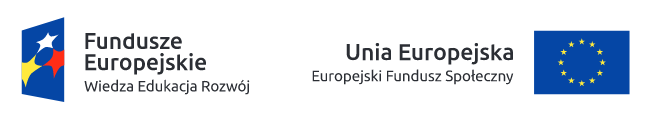 Fundusze
Europejskie
Wiedza Edukacja Rozwój
Unia Europejska
Europejski Fundusz Społeczny